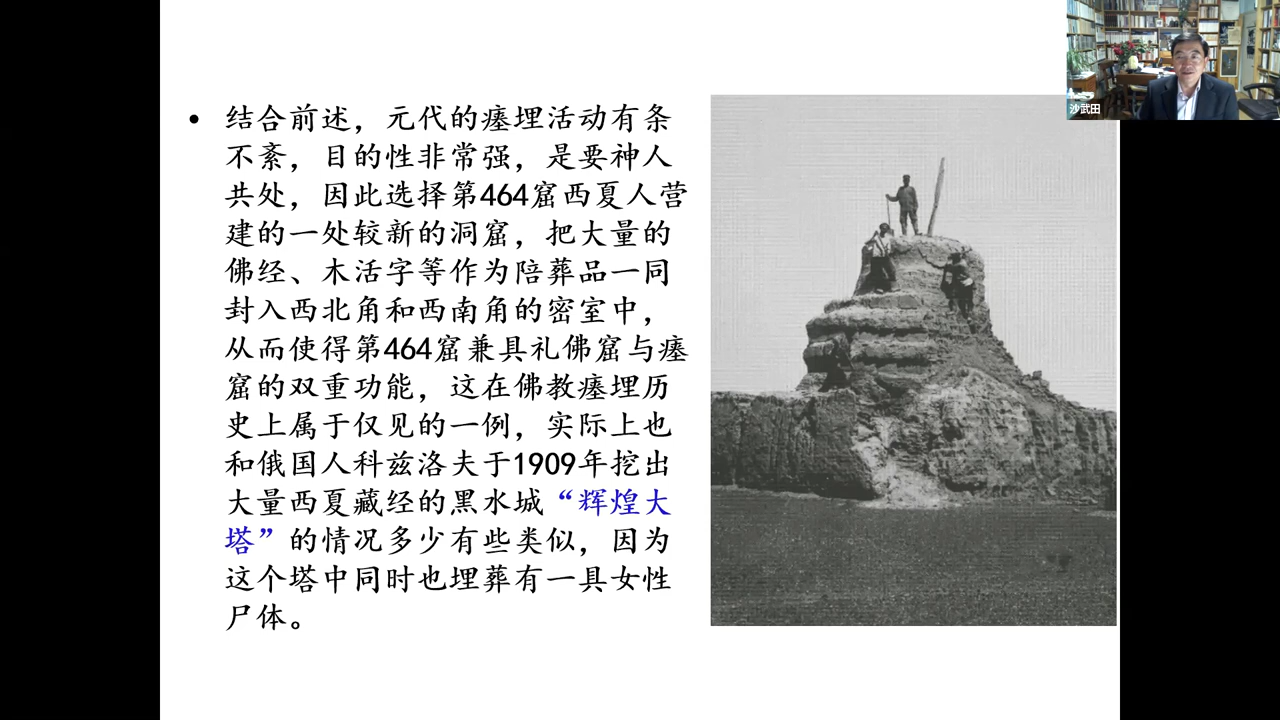 沙武田
• 结合前述，元代的瘗埋活动有条
不紊，目的性非常强，是要神人
共处，因此选择第464窟西夏人营
建的一处较新的洞窟，把大量的
佛经、木活字等作为陪葬品一同
封入西北角和西南角的密室中，
从而使得第464窟兼具礼佛窟与瘗
窟的双重功能，这在佛教瘗埋历
史上属于仅见的一例，实际上也
和俄国人科兹洛夫于1909年挖出
大量西夏藏经的黑水城“辉煌大
塔”的情况多少有些类似，因为
这个塔中同时也埋葬有一具女性
尸体。